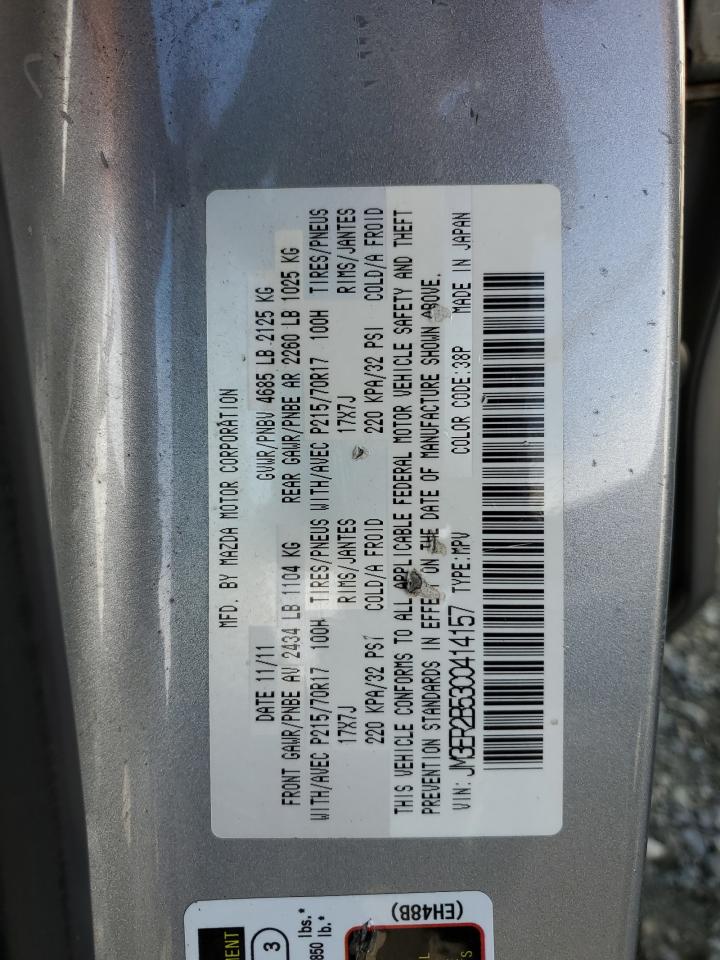 MFD. BY MAZDA MOTOR CORPORATION
DATE 11/11 GVWR/PNBV 4685 LB 2125 KG
FRONT GAWR/PNBE AV 2434 LB 1104 KG REAR GAWR/PNBE AR 2260 LB 1025 KG
WITH/AVEC P215/70R17 100H TIRES/PNEUS WITH/AVEC P215/70R17 100H TIRES/PNEUS
17X7J RIMS/JANTES 17X7J RIMS/JANTES
220 KPA/32 PSI COLD/A FROID 220 KPA/32 PSI COLD/A FROID
THIS VEHICLE CONFORMS TO ALL APPLICABLE FEDERAL MOTOR VEHICLE SAFETY AND THEFT
PREVENTION STANDARDS IN EFFECT ON THE DATE OF MANUFACTURE SHOWN ABOVE.
VIN: JM3ER2B53C0414157 TYPE:MPV COLOR CODE:38P MADE IN JAPAN
(EH48B)
MENT
3
lbs.*
850 lb.*